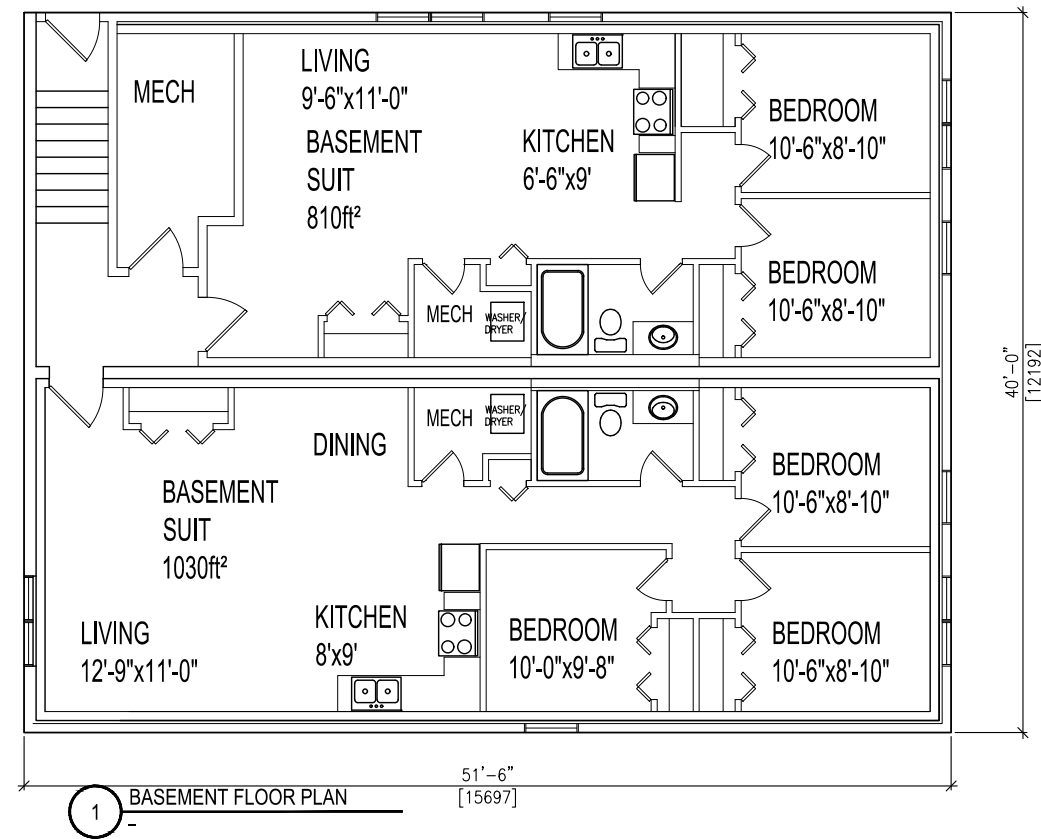 MECH
LIVING
9'-6"x11'-0"
BASEMENT
SUIT
810ft²
KITCHEN
6'-6"x9'
BEDROOM
10'-6"x8'-10"
BEDROOM
10'-6"x8'-10"
MECH
WASHER/
DRYER
40'-0"
[12192]
MECH
WASHER/
DRYER
DINING
BASEMENT
SUIT
1030ft²
BEDROOM
10'-6"x8'-10"
LIVING
12'-9"x11'-0"
KITCHEN
8'x9'
BEDROOM
10'-0"x9'-8"
BEDROOM
10'-6"x8'-10"
51'-6"
[15697]
1
BASEMENT FLOOR PLAN
-